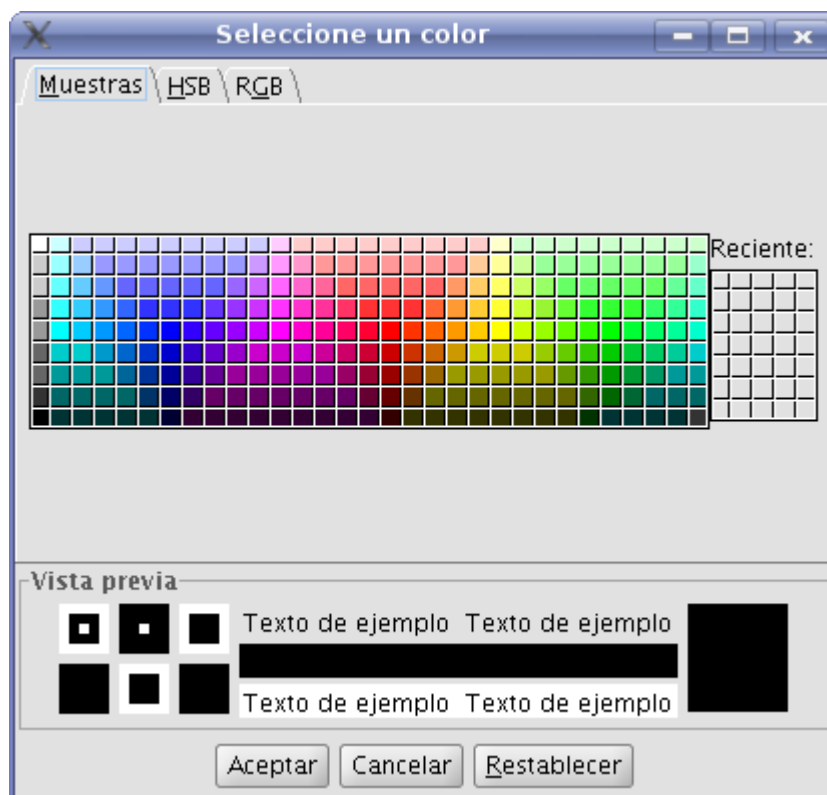 Seleccione un color
Muestras HSB RGB
Reciente:
Vista previa
Texto de ejemplo Texto de ejemplo
Texto de ejemplo Texto de ejemplo
Aceptar Cancelar Restablecer